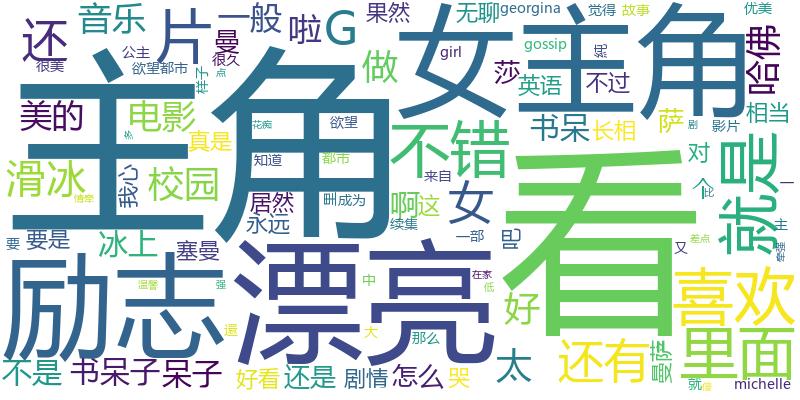 音乐 一般 果然 无聊 georgina 觉得 故事 优美
还 片 曼 啦 G 女 主角 哈佛
很美 公主 欲望都市 样子 很久 点 做 girl 莎 gossip 英语 不过
主角 看
美的 电影 真是 花痴 欲望 不错 书呆 长相 萨 影片 剧 相当
多 我心 知道 都市 来自 对 个 就是 一
滑冰 校园 居然 成为 啊 这 女 主
情牵 永远 续集 一部 吧 又 差点 牵强
要 要是 冰上 塞曼
励志 漂亮 好 喜欢
温馨 强 中 在家 低 还有 里面
還 大 那么 曼萨
不是 书呆子 呆子 好看 还是 剧情 怎么 哭 太 就 michelle